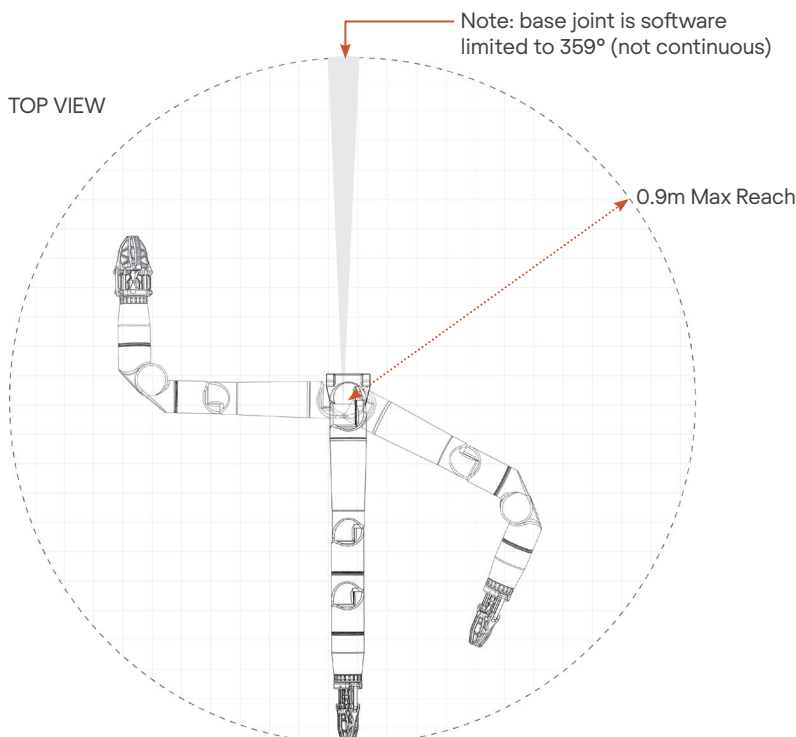 Note: base joint is software
limited to 359° (not continuous)
TOP VIEW
0.9m Max Reach